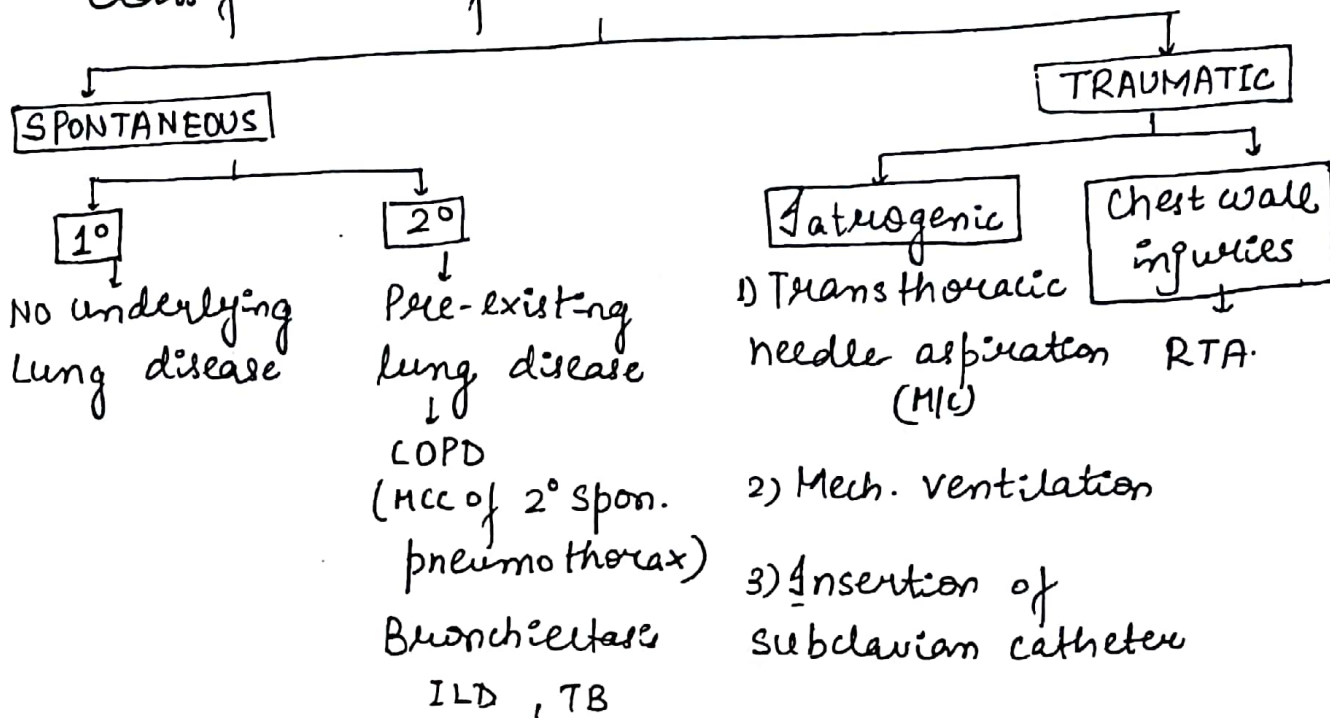 SPONTANEOUS
TRAUMATIC
1°
2°
Iatrogenic
Chest wall
injuries
No underlying
Lung disease
Pre-existing
lung disease
COPD
(MCC of 2° Spon.
pneumothorax)
Bronchiectasis
ILD , TB
1) Transthoracic
needle aspiration
(M/C)
2) Mech. ventilation
3) Insertion of
subclavian catheter
RTA.